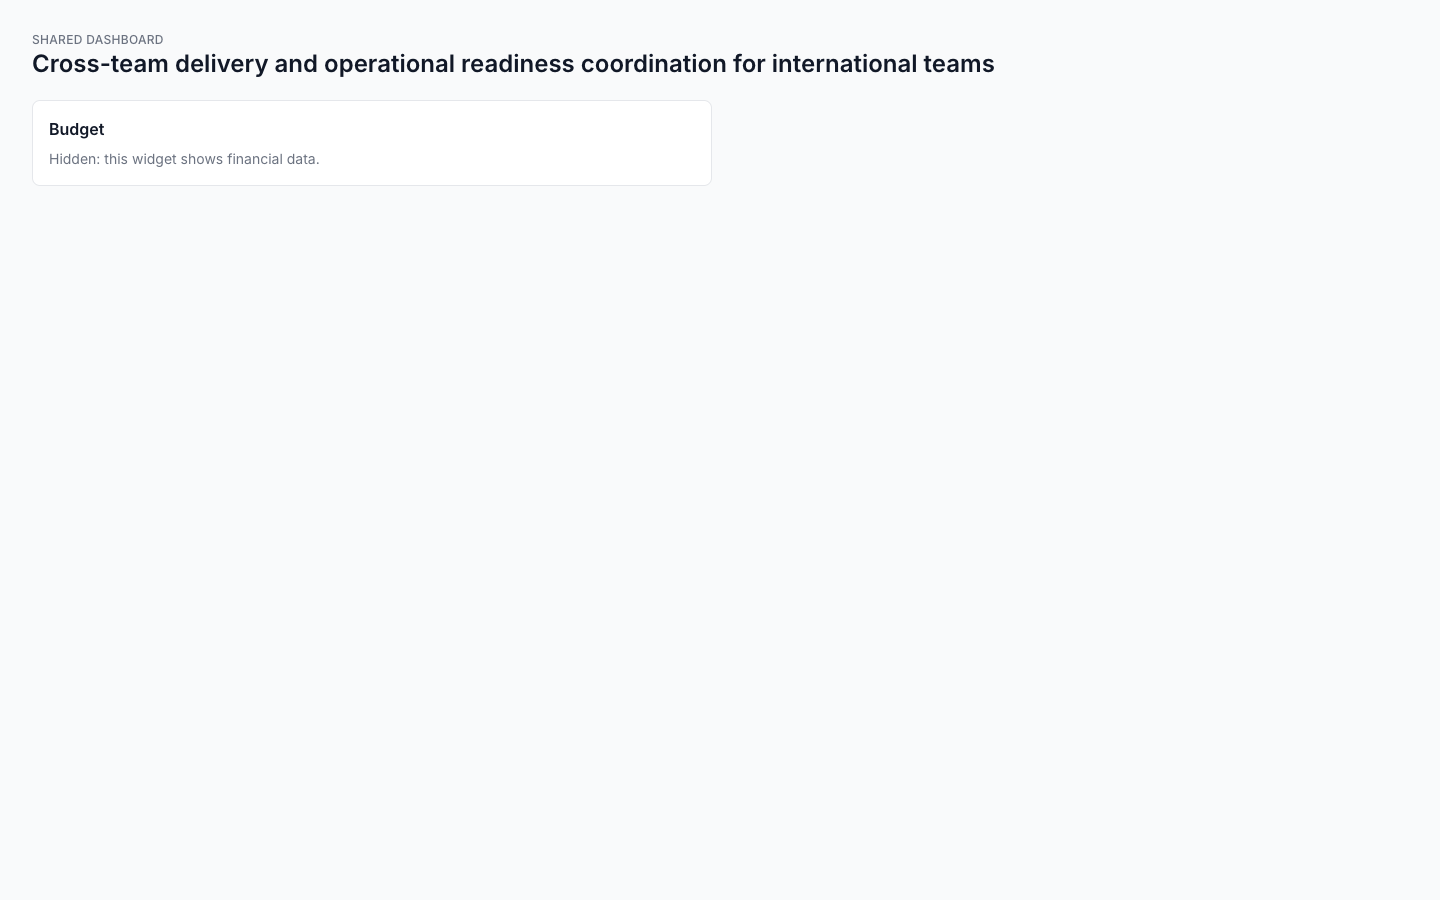 SHARED DASHBOARD
Cross-team delivery and operational readiness coordination for international teams
Budget
Hidden: this widget shows financial data.